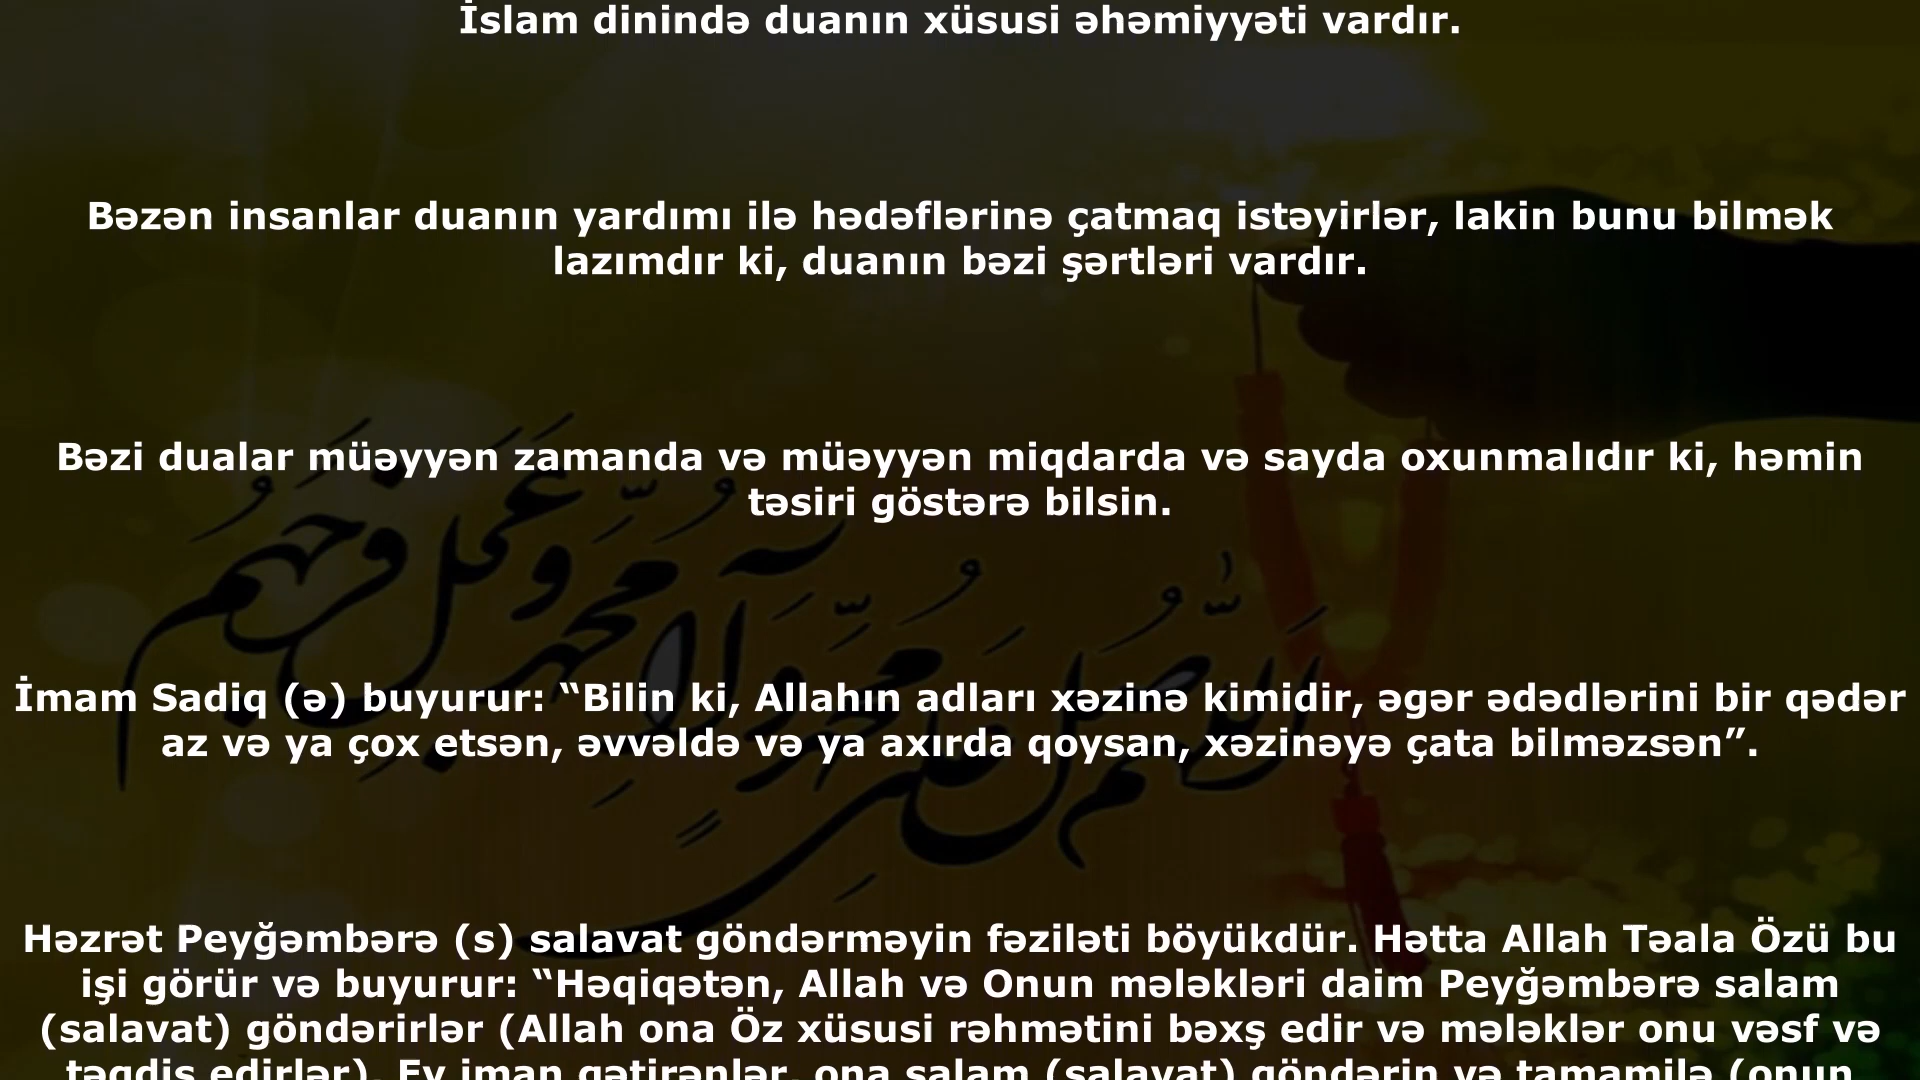 İslam dinində duanın xüsusi əhəmiyyəti vardır.
Bəzən insanlar duanın yardımı ilə hədəflərinə çatmaq istəyirlər, lakin bunu bilmək
lazımdır ki, duanın bəzi şərtləri vardır.
Bəzi dualar müəyyən zamanda və müəyyən miqdarda və sayda oxunmalıdır ki, həmin
təsiri göstərə bilsin.
اللّٰهُمَّ صَلِّ عَلَىٰ مُحَمَّدٍ وَآلِ مُحَمَّدٍ وَعَجِّلْ فَرَجَهُمْ
İmam Sadiq (ə) buyurur: “Bilin ki, Allahın adları xəzinə kimidir, əgər ədədlərini bir qədər
az və ya çox etsən, əvvəldə və ya axırda qoysan, xəzinəyə çata bilməzsən”.
Həzrət Peyğəmbərə (s) salavat göndərməyin fəziləti böyükdür. Hətta Allah Təala Özü bu
işi görür və buyurur: “Həqiqətən, Allah və Onun mələkləri daim Peyğəmbərə salam
(salavat) göndərirlər (Allah ona Öz xüsusi rəhmətini bəxş edir və mələklər onu vəsf və
təqdis edirlər). Ey iman gətirənlər, ona salam (salavat) göndərin və tamamilə (onun